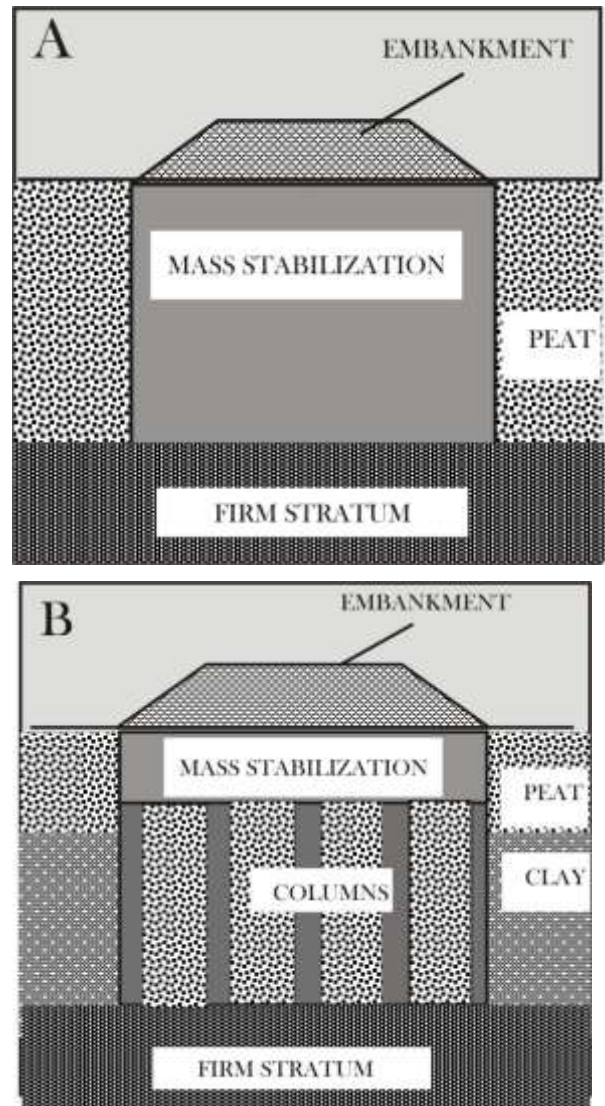 A
EMBANKMENT
MASS STABILIZATION
PEAT
FIRM STRATUM
B
EMBANKMENT
MASS STABILIZATION
PEAT
CLAY
COLUMNS
FIRM STRATUM